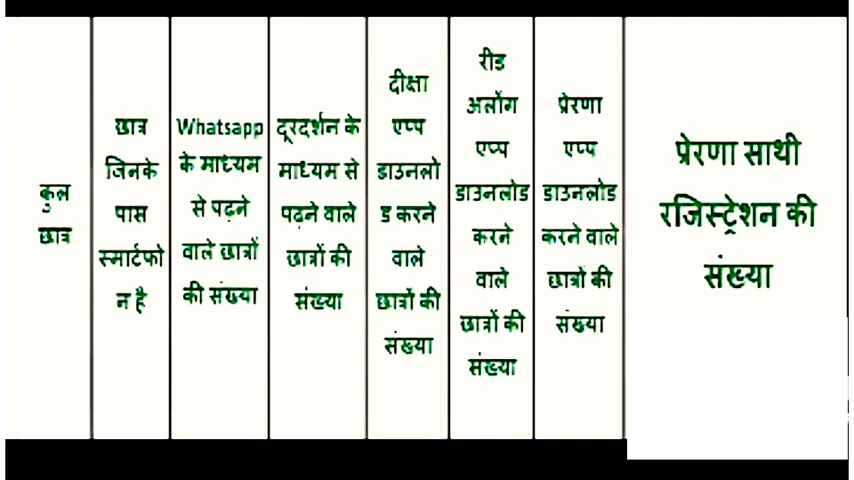 कुल
छात्र
छात्र
जिनके
पास
स्मार्टफो
न है
Whatsapp
के माध्यम
से पढ़ने
वाले छात्रों
की संख्या
दूरदर्शन के
माध्यम से
पढ़ने वाले
छात्रों की
संख्या
दीक्षा
एप्प
डाउनलो
ड करने
वाले
छात्रों की
संख्या
रीड
अलोंग
एप्प
डाउनलोड
करने
वाले
छात्रों की
संख्या
प्रेरणा
एप्प
डाउनलोड
करने वाले
छात्रों की
संख्या
प्रेरणा साथी
रजिस्ट्रेशन की
संख्या